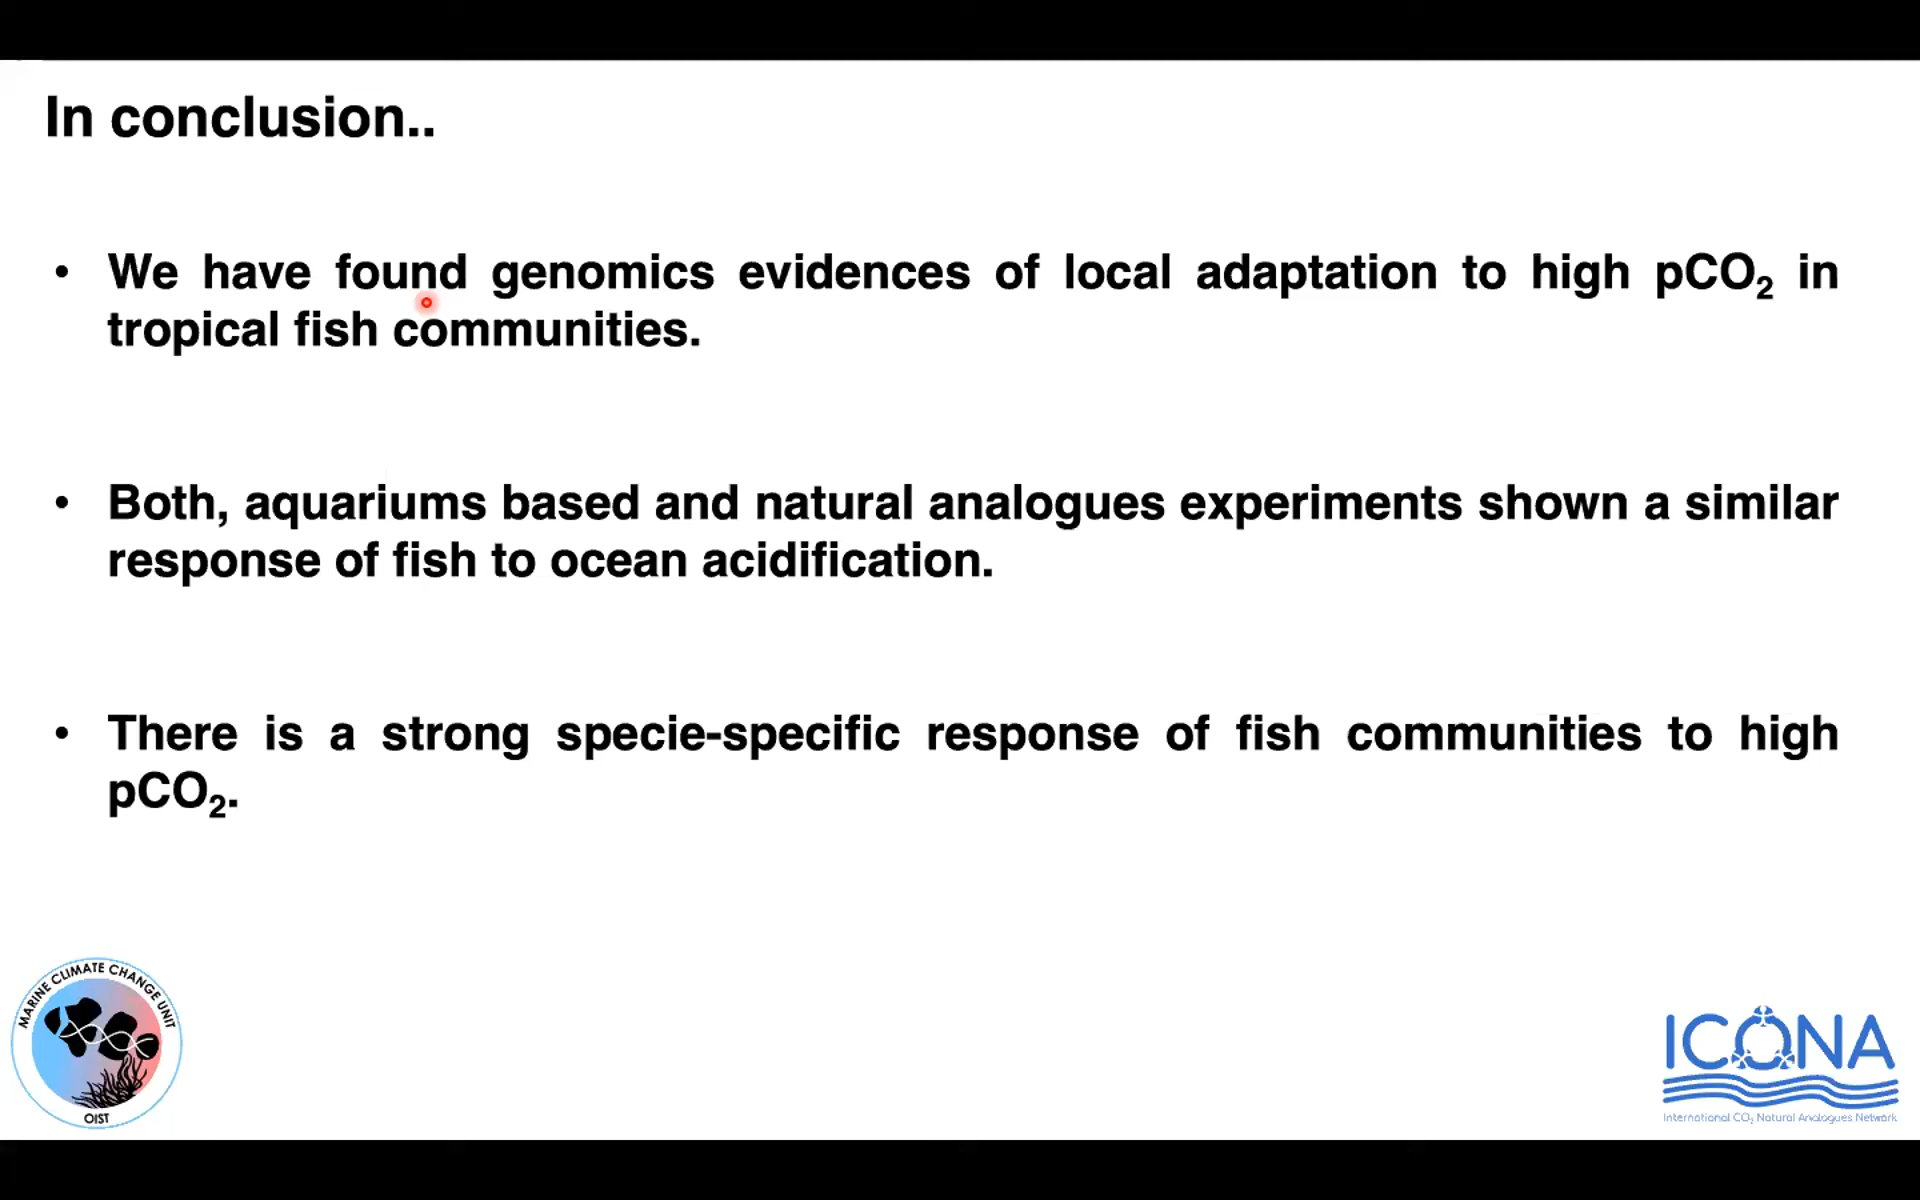 In conclusion..
• We have found genomics evidences of local adaptation to high pCO₂ in
tropical fish communities.
• Both, aquariums based and natural analogues experiments shown a similar
response of fish to ocean acidification.
• There is a strong specie-specific response of fish communities to high
pCO₂.
MARINE CLIMATE CHANGE UNIT
OIST
ICONA
International CO₂ Natural Analogues Network